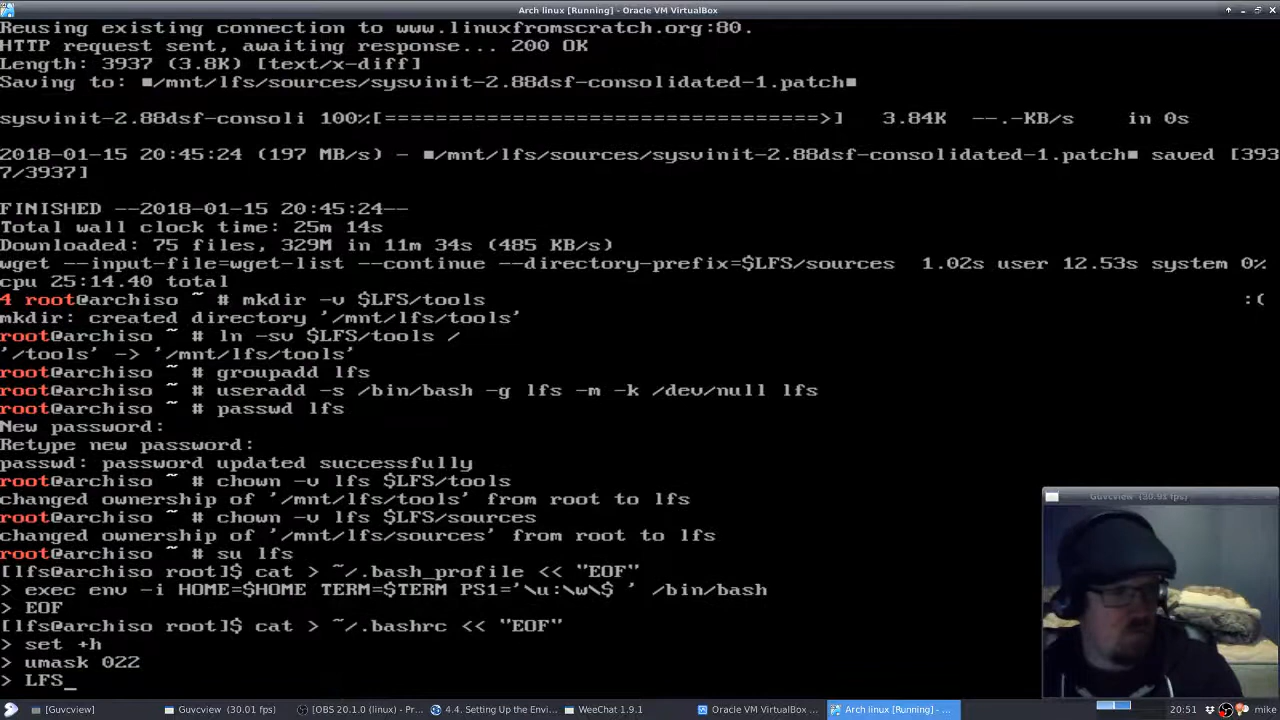 Arch linux [Running] - Oracle VM VirtualBox
Reusing existing connection to www.linuxfromscratch.org:80.
HTTP request sent, awaiting response... 200 OK
Length: 3937 (3.8K) [text/x-diff]
Saving to: ■/mnt/lfs/sources/sysvinit-2.88dsf-consolidated-1.patch■
sysvinit-2.88dsf-consoli 100%[=================================>] 3.84K --.-KB/s in 0s
2018-01-15 20:45:24 (197 MB/s) - ■/mnt/lfs/sources/sysvinit-2.88dsf-consolidated-1.patch■ saved [393
7/3937]
FINISHED --2018-01-15 20:45:24--
Total wall clock time: 25m 14s
Downloaded: 75 files, 329M in 11m 34s (485 KB/s)
wget --input-file=wget-list --continue --directory-prefix=$LFS/sources 1.02s user 12.53s system 0%
cpu 25:14.40 total
4 root@archiso ~ # mkdir -v $LFS/tools :(
mkdir: created directory '/mnt/lfs/tools'
root@archiso ~ # ln -sv $LFS/tools /
'/tools' -> '/mnt/lfs/tools'
root@archiso ~ # groupadd lfs
root@archiso ~ # useradd -s /bin/bash -g lfs -m -k /dev/null lfs
root@archiso ~ # passwd lfs
New password:
Retype new password:
passwd: password updated successfully
root@archiso ~ # chown -v lfs $LFS/tools
changed ownership of '/mnt/lfs/tools' from root to lfs
root@archiso ~ # chown -v lfs $LFS/sources
changed ownership of '/mnt/lfs/sources' from root to lfs
root@archiso ~ # su lfs
[lfs@archiso root]$ cat > ~/.bash_profile << "EOF"
> exec env -i HOME=$HOME TERM=$TERM PS1='\u:\w\$ ' /bin/bash
> EOF
[lfs@archiso root]$ cat > ~/.bashrc << "EOF"
> set +h
> umask 022
> LFS_
Guvcview (30.91 fps)
[Guvcview]
Guvcview (30.01 fps)
[OBS 20.1.0 (linux) - Pr...
4.4. Setting Up the Envi...
WeeChat 1.9.1
Oracle VM VirtualBox ...
Arch linux [Running] - ...
20:51
mike